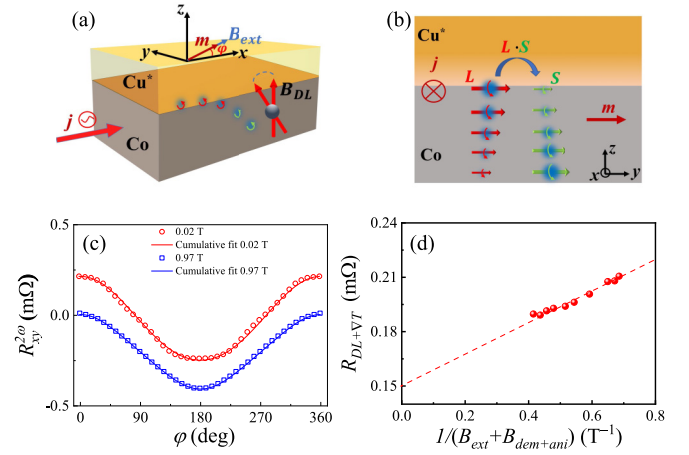 (a)
z
m
B_ext
φ
y
x
Cu*
B_DL
j
Co
(b)
Cu*
L · S
j
L
S
m
Co
z
x
y
(c)
0.02 T
Cumulative fit 0.02 T
0.97 T
Cumulative fit 0.97 T
0.5
0.0
-0.5
R_xy^2ω (mΩ)
0 90 180 270 360
φ (deg)
(d)
0.24
0.21
0.18
0.15
R_DL+∇T (mΩ)
0.0 0.2 0.4 0.6 0.8
1/(B_ext+B_dem+ani) (T⁻¹)